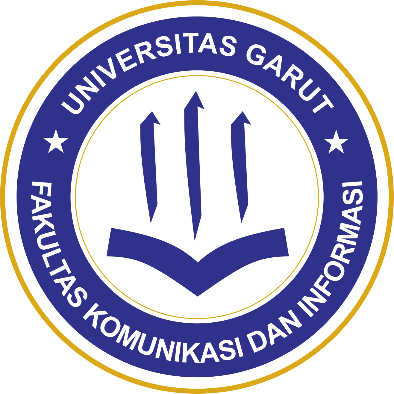 UNIVERSITAS GARUT
FAKULTAS KOMUNIKASI DAN INFORMASI